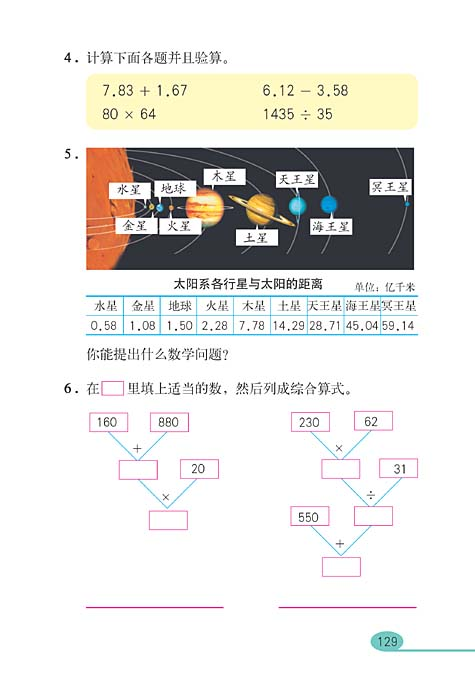 4. 计算下面各题并且验算。
7.83 + 1.67 6.12 − 3.58
80 × 64 1435 ÷ 35
5.
水星 地球 木星 天王星 冥王星
金星 火星 土星 海王星
太阳系各行星与太阳的距离 单位：亿千米
水星 金星 地球 火星 木星 土星 天王星 海王星 冥王星
0.58 1.08 1.50 2.28 7.78 14.29 28.71 45.04 59.14
你能提出什么数学问题？
6. 在□里填上适当的数，然后列成综合算式。
160 880 230 62
+ ×
20 31
× ÷
550
+
129